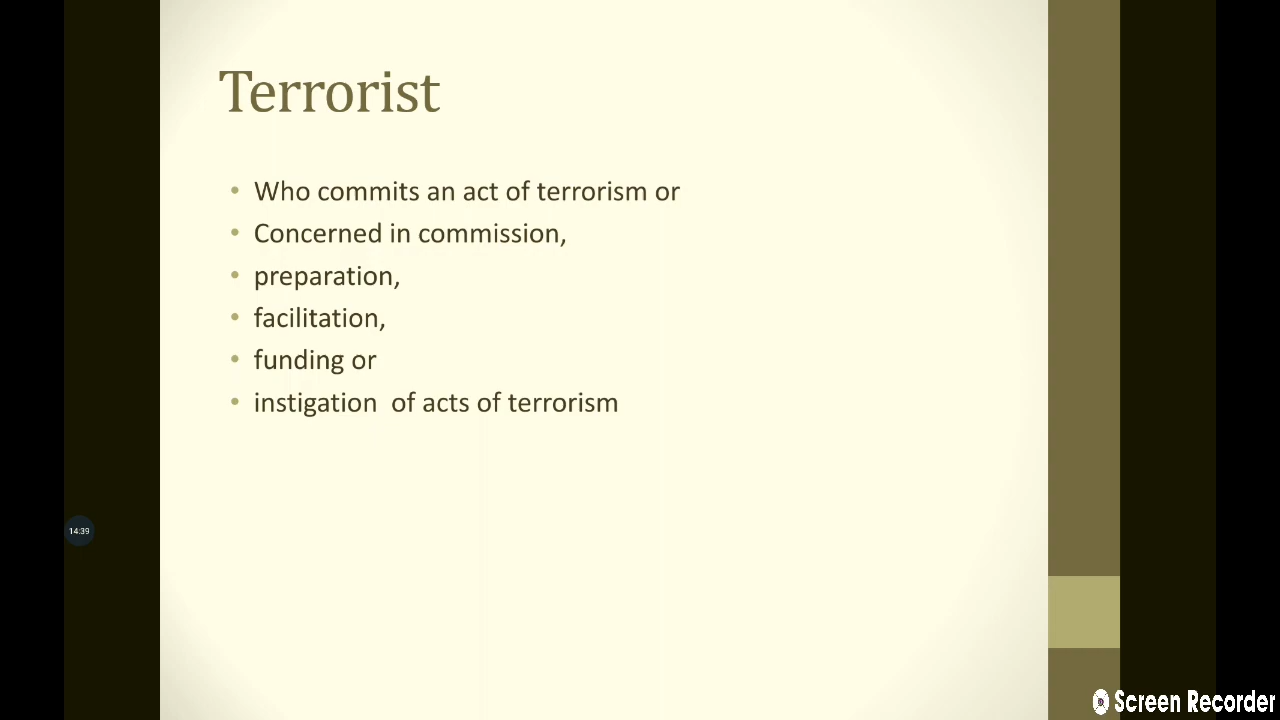 Terrorist
• Who commits an act of terrorism or
• Concerned in commission,
• preparation,
• facilitation,
• funding or
• instigation  of acts of terrorism
14:39
Screen Recorder